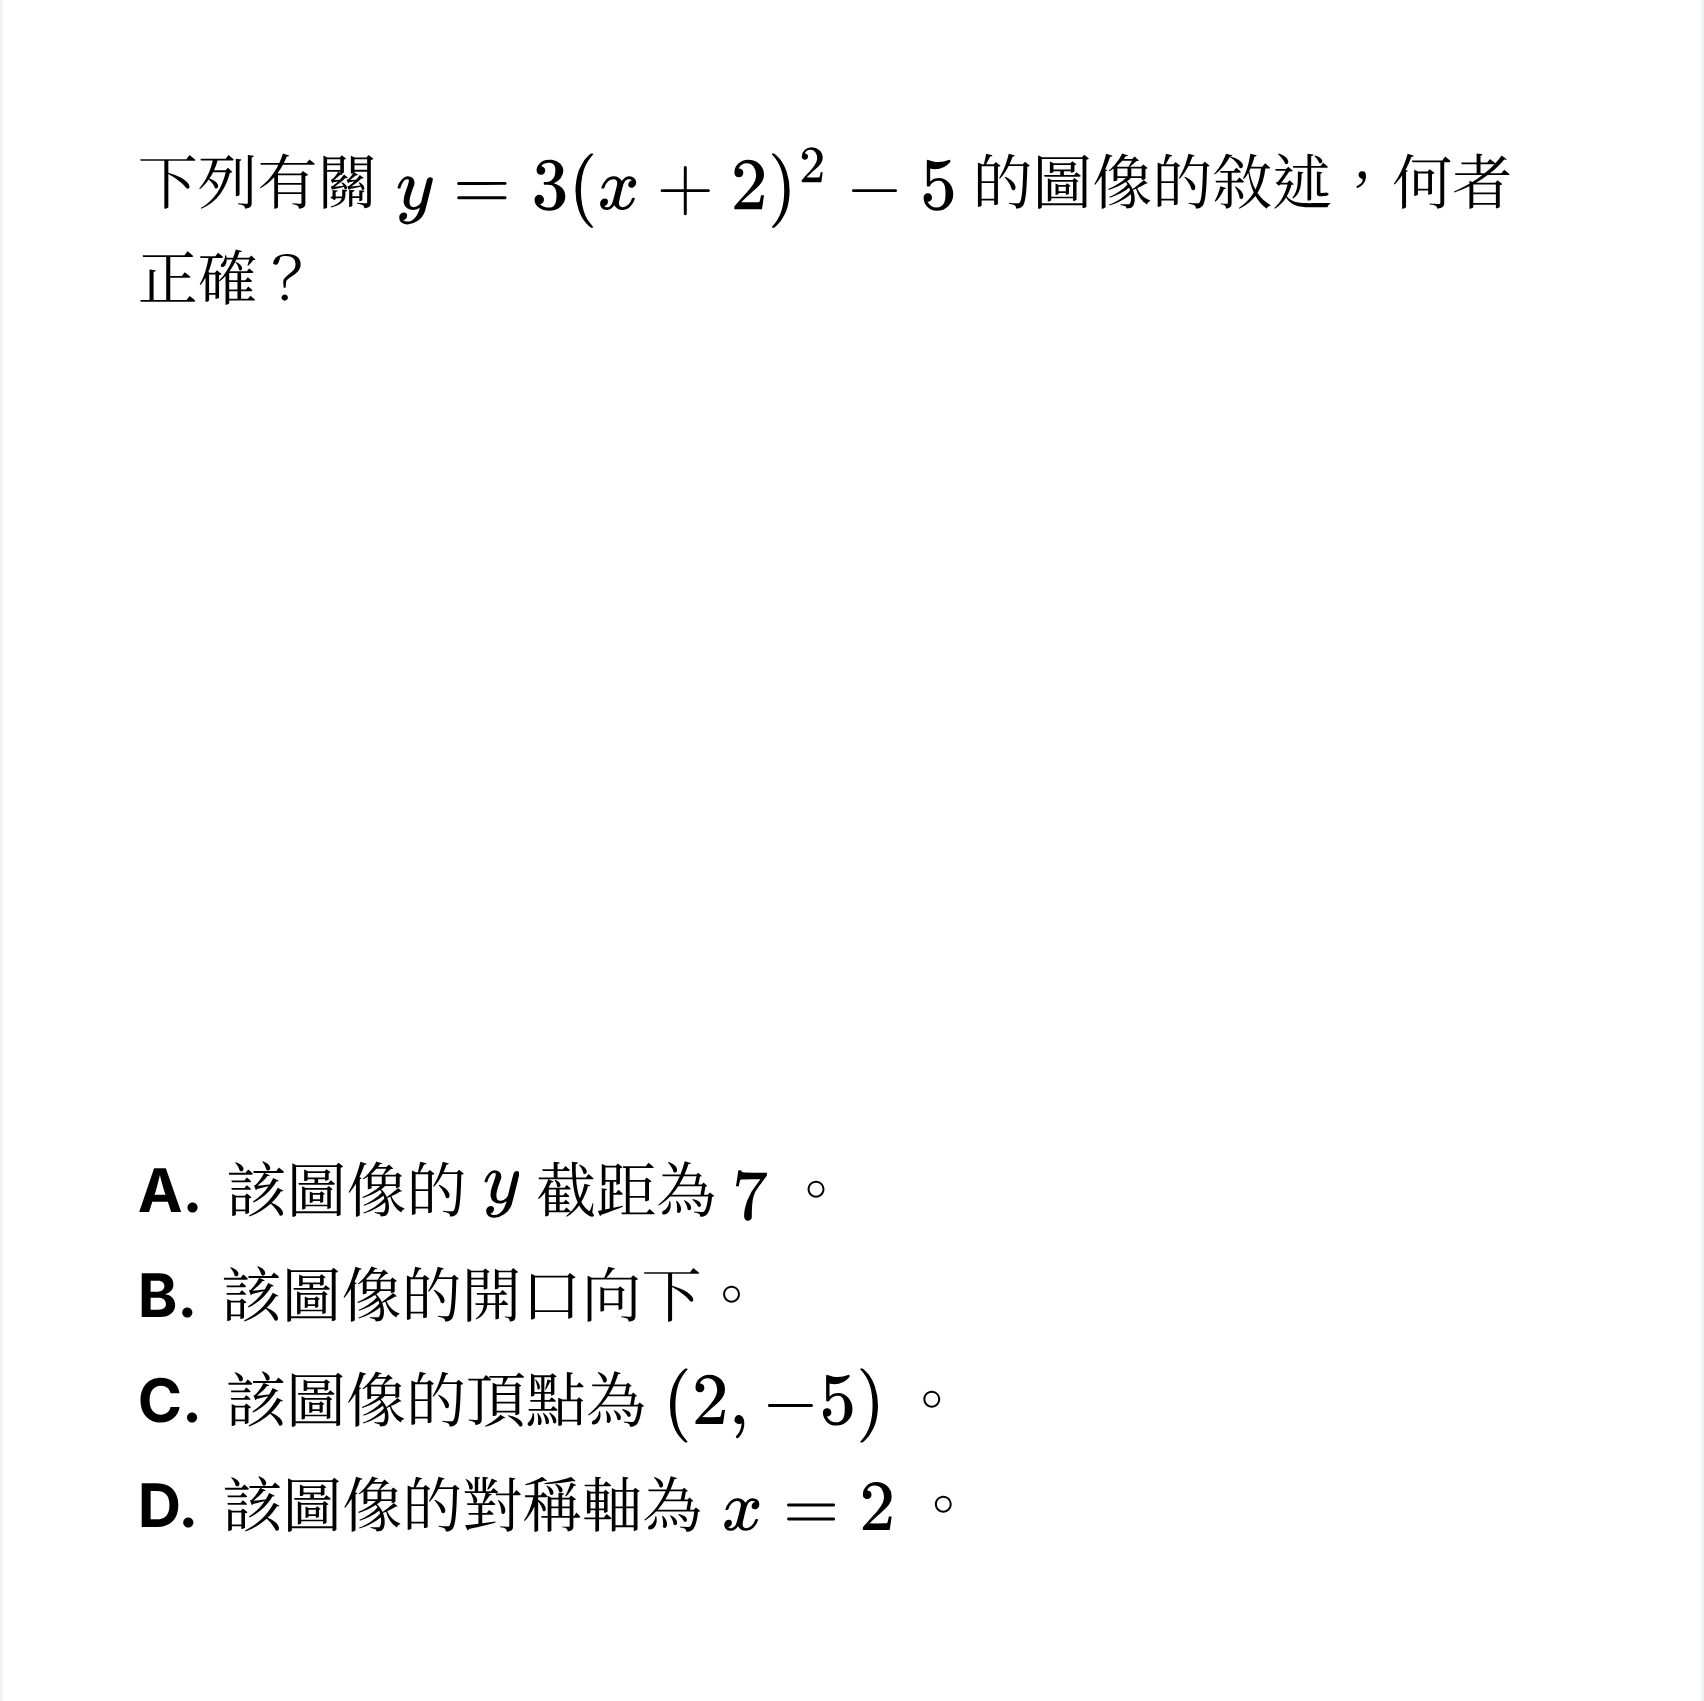 下列有關 y = 3(x + 2)² − 5 的圖像的敘述，何者
正確？
A. 該圖像的 y 截距為 7 。
B. 該圖像的開口向下。
C. 該圖像的頂點為 (2, −5) 。
D. 該圖像的對稱軸為 x = 2 。